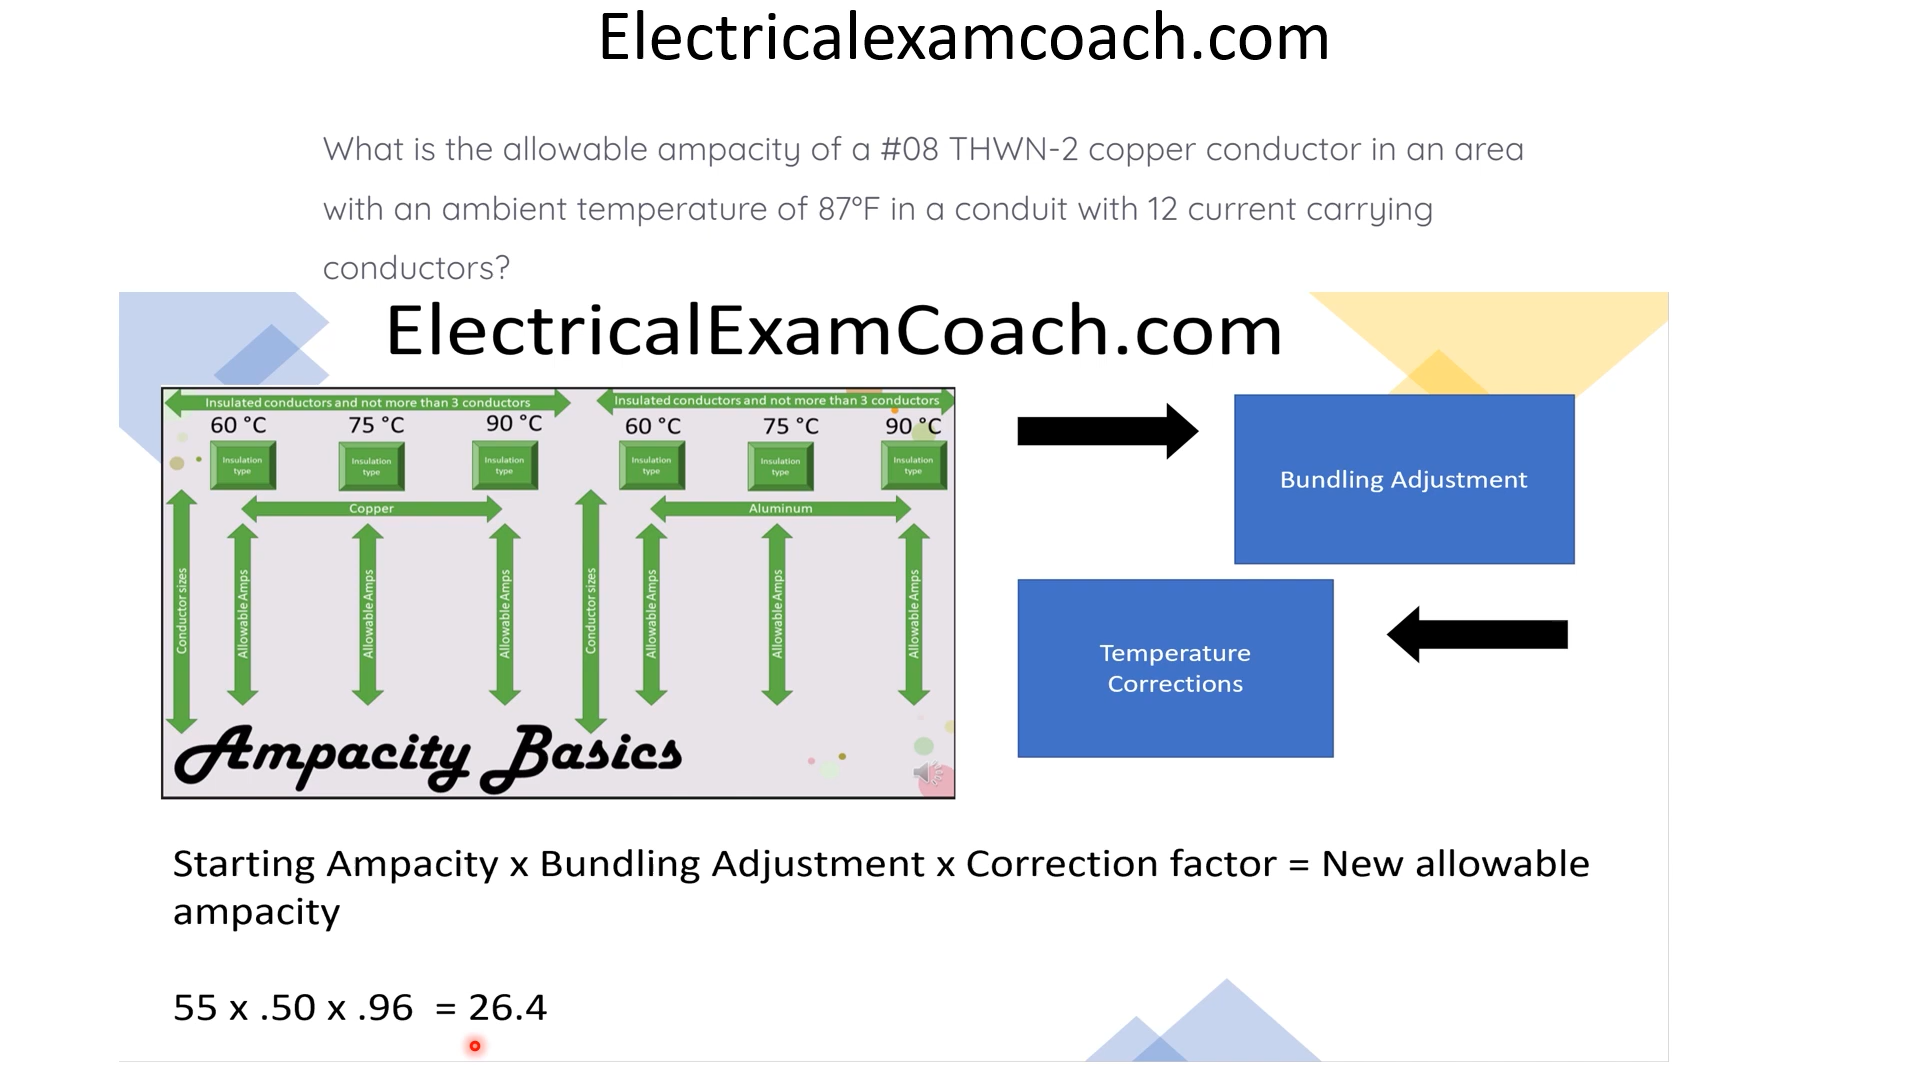 Electricalexamcoach.com
What is the allowable ampacity of a #08 THWN-2 copper conductor in an area
with an ambient temperature of 87°F in a conduit with 12 current carrying
conductors?
ElectricalExamCoach.com
Insulated conductors and not more than 3 conductors
Insulated conductors and not more than 3 conductors
60 °C
75 °C
90 °C
60 °C
75 °C
90 °C
Insulation
type
Insulation
type
Insulation
type
Insulation
type
Insulation
type
Insulation
type
Copper
Aluminum
Conductor sizes
Allowable Amps
Allowable Amps
Allowable Amps
Conductor sizes
Allowable Amps
Allowable Amps
Allowable Amps
Ampacity Basics
Bundling Adjustment
Temperature
Corrections
Starting Ampacity x Bundling Adjustment x Correction factor = New allowable
ampacity
55 x .50 x .96 = 26.4